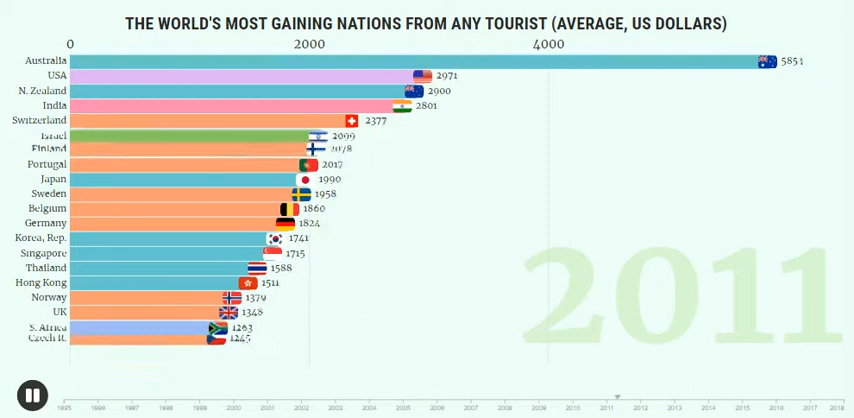 THE WORLD'S MOST GAINING NATIONS FROM ANY TOURIST (AVERAGE, US DOLLARS)
0 2000 4000
Australia
USA 2971
N. Zealand 2900
India 2801
Switzerland 2377
Israel 2099
Finland 2078
Portugal 2017
Japan 1990
Sweden 1958
Belgium 1860
Germany 1824
Korea, Rep. 1741
Singapore 1715
Thailand 1588
Hong Kong 1511
Norway 1379
UK 1348
S. Africa 1263
Czech R. 1245
2011
1995 1996 1997 1998 1999 2000 2001 2002 2003 2004 2005 2006 2007 2008 2009 2010 2011 2012 2013 2014 2015 2016 2017 2018